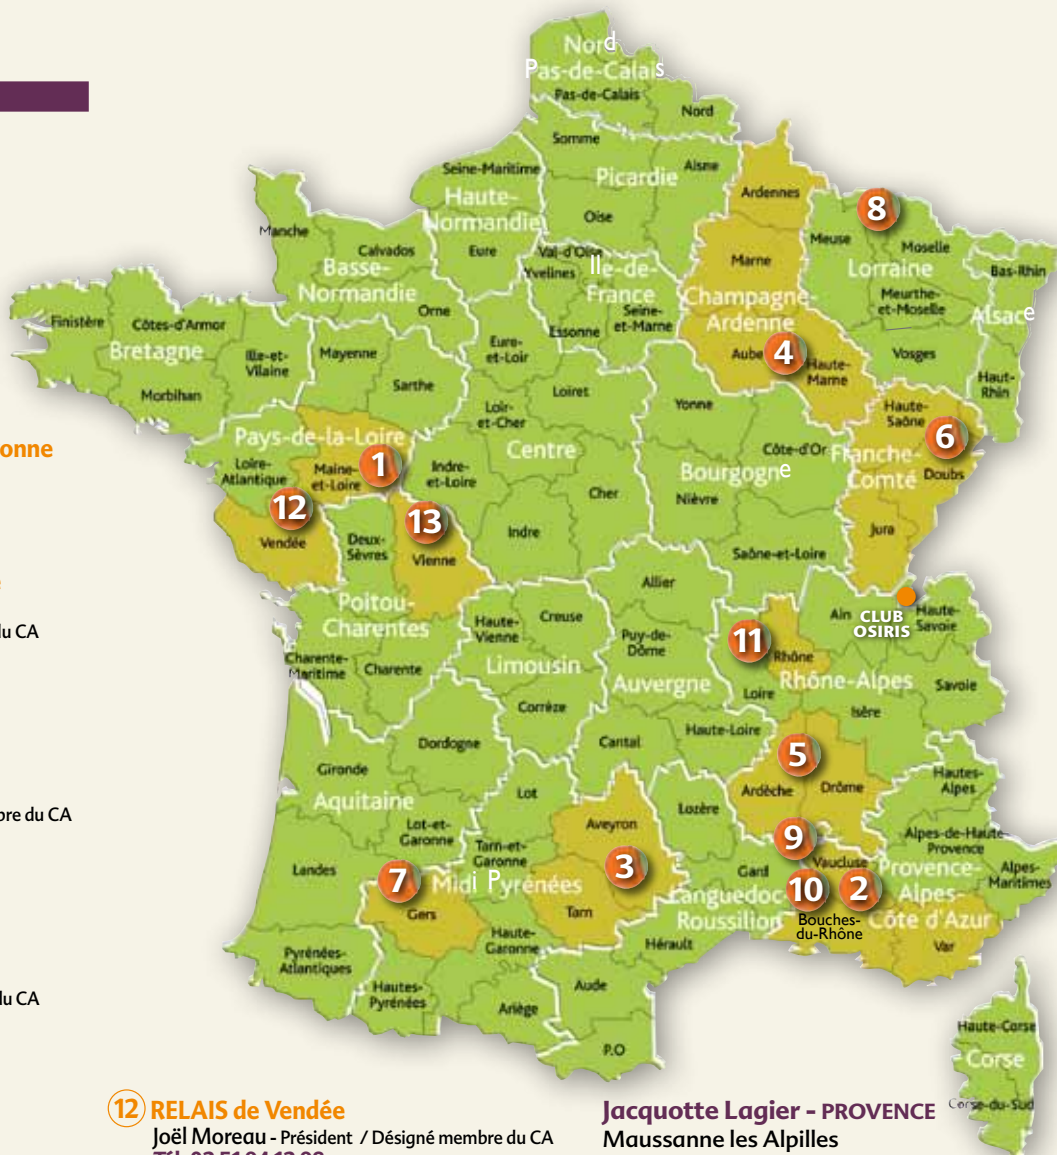 Nord
Pas-de-Calais
Pas-de-Calais
Nord
Somme
Seine-Maritime
Aisne
Picardie
Ardennes
Haute-
Normandie
Oise
8
Manche
Meuse
Calvados
Eure
Val-d'Oise
Moselle
Marne
Basse-
Normandie
Yvelines
Ile-de-
France
Lorraine
Bas-Rhin
Orne
Seine-
et-Marne
Champagne-
Ardenne
Meurthe-
et-Moselle
Alsace
Finistère
Côtes-d'Armor
Essonne
Bretagne
Ille-et-
Vilaine
Mayenne
Eure-
et-Loir
Aube
4
Haute-
Marne
Vosges
Haut-
Rhin
Morbihan
Sarthe
Loiret
Loir-
et-Cher
Yonne
Haute-
Saône
6
onne
Pays-de-la-Loire
Centre
Côte-d'Or
Franche-
Comté
Loire-
Atlantique
Maine-
et-Loire
1
Indre-
et-Loire
Bourgogne
Doubs
12
Cher
Nièvre
13
Vendée
Deux-
Sèvres
Vienne
Indre
Jura
Saône-et-Loire
Allier
Poitou-
Charentes
Haute-
Vienne
Creuse
Ain
CLUB
OSIRIS
Haute-
Savoie
du CA
Puy-de-
Dôme
11
Rhône
Charente-
Maritime
Charente
Limousin
Auvergne
Loire
Rhône-Alpes
Savoie
Corrèze
Isère
Dordogne
Cantal
Haute-Loire
5
Gironde
Hautes-
Alpes
Aquitaine
Lot
Lozère
Ardèche
Drôme
bre du CA
Lot-et-
Garonne
Aveyron
9
Alpes-de-Haute-
Provence
Landes
Tarn-et-
Garonne
3
Gard
Vaucluse
Alpes-
Maritimes
7
Midi Pyrénées
10
2
Provence-
Alpes-
Côte d'Azur
Gers
Tarn
Languedoc-
Roussilion
Bouches-
du-Rhône
Haute-
Garonne
Hérault
Var
Pyrénées-
Atlantiques
Hautes-
Pyrénées
Aude
du CA
Ariège
P.O
Haute-Corse
Corse
Corse-du-Sud
12 RELAIS de Vendée
Joël Moreau - Président / Désigné membre du CA
Jacquotte Lagier - PROVENCE
Maussanne les Alpilles